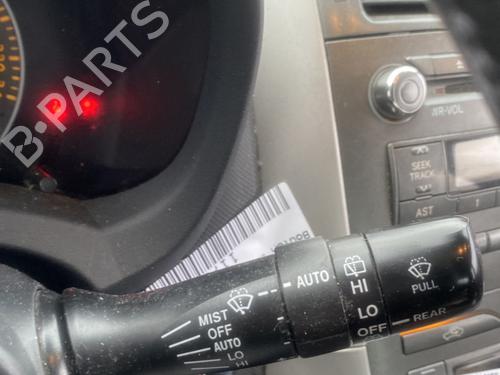 B-Parts
PWR-VOL
SEEK
TRACK
AST
AUTO
HI
PULL
LO
OFF
REAR
MIST
OFF
AUTO
LO
HI